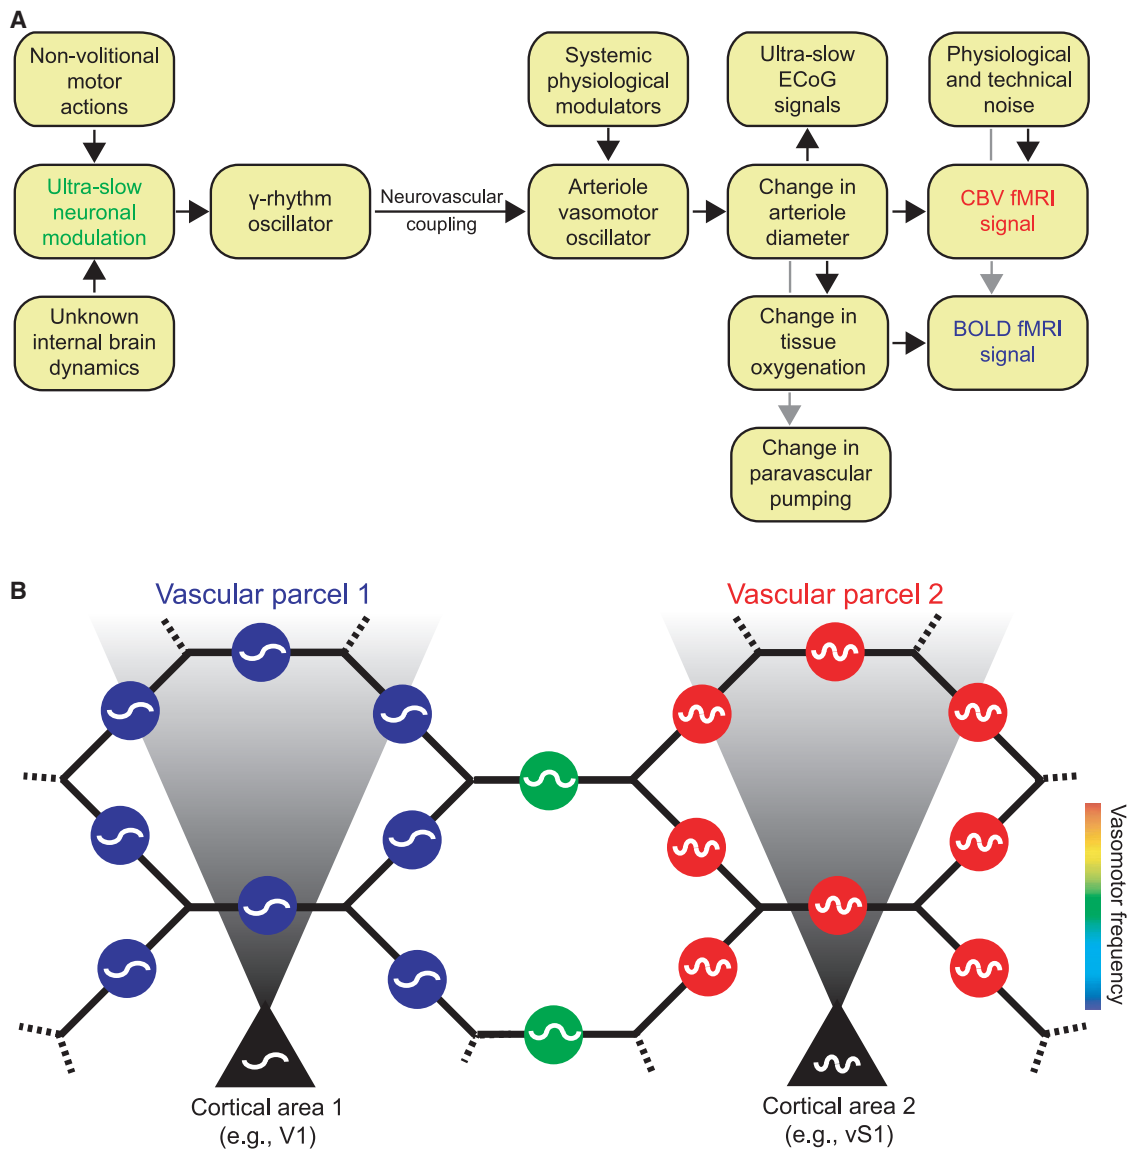 A
Non-volitional
motor
actions
Systemic
physiological
modulators
Ultra-slow
ECoG
signals
Physiological
and technical
noise
Ultra-slow
neuronal
modulation
γ-rhythm
oscillator
Neurovascular
coupling
Arteriole
vasomotor
oscillator
Change in
arteriole
diameter
CBV fMRI
signal
Unknown
internal brain
dynamics
Change in
tissue
oxygenation
BOLD fMRI
signal
Change in
paravascular
pumping
B
Vascular parcel 1
Vascular parcel 2
Vasomotor frequency
Cortical area 1
(e.g., V1)
Cortical area 2
(e.g., vS1)